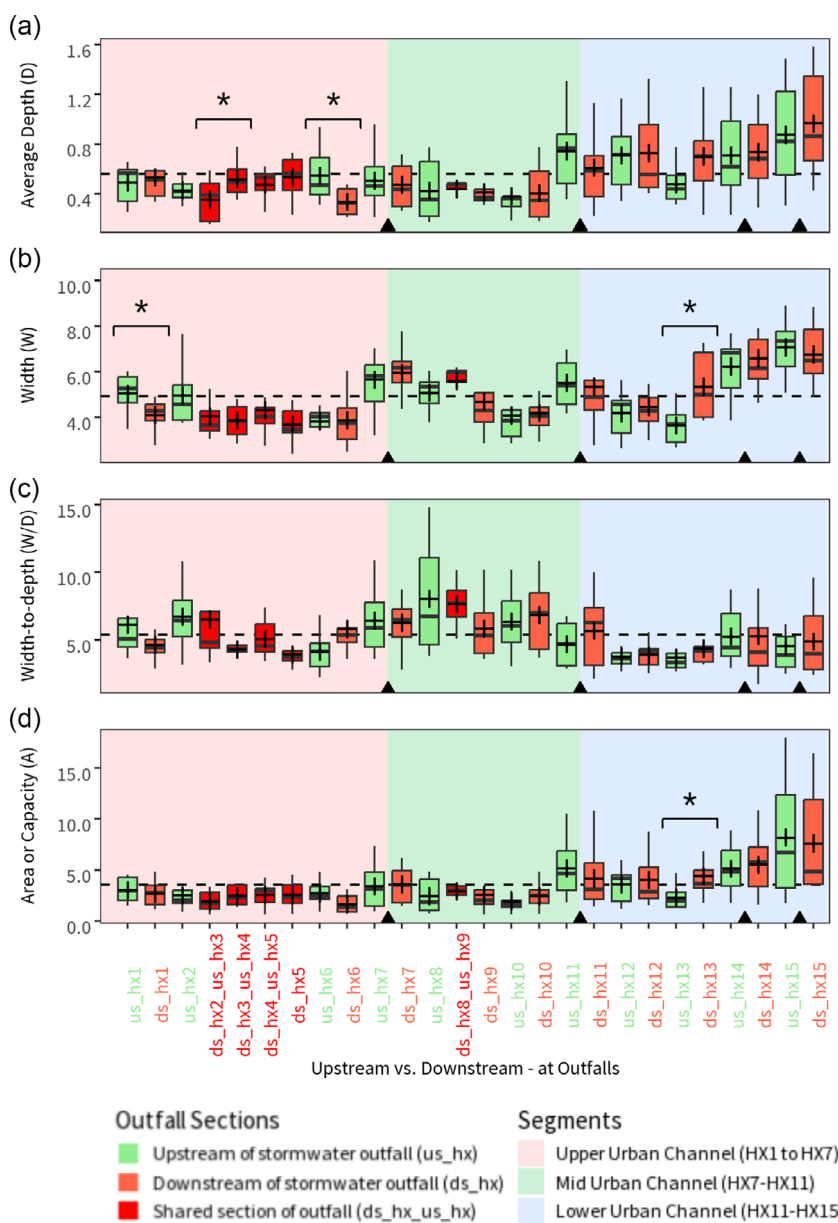 (a)
Average Depth (D)
1.6
1.2
0.8
0.4
*
*
(b)
Width (W)
10.0
8.0
6.0
4.0
*
*
(c)
Width-to-depth (W/D)
15.0
10.0
5.0
(d)
Area or Capacity (A)
15.0
10.0
5.0
0.0
*
us_hx1
ds_hx1
us_hx2
ds_hx2_us_hx3
ds_hx3_us_hx4
ds_hx4_us_hx5
ds_hx5
us_hx6
ds_hx6
us_hx7
ds_hx7
us_hx8
ds_hx8_us_hx9
ds_hx9
us_hx10
ds_hx10
us_hx11
ds_hx11
us_hx12
ds_hx12
us_hx13
ds_hx13
us_hx14
ds_hx14
us_hx15
ds_hx15
Upstream vs. Downstream - at Outfalls
Outfall Sections
Upstream of stormwater outfall (us_hx)
Downstream of stormwater outfall (ds_hx)
Shared section of outfall (ds_hx_us_hx)
Segments
Upper Urban Channel (HX1 to HX7)
Mid Urban Channel (HX7-HX11)
Lower Urban Channel (HX11-HX15